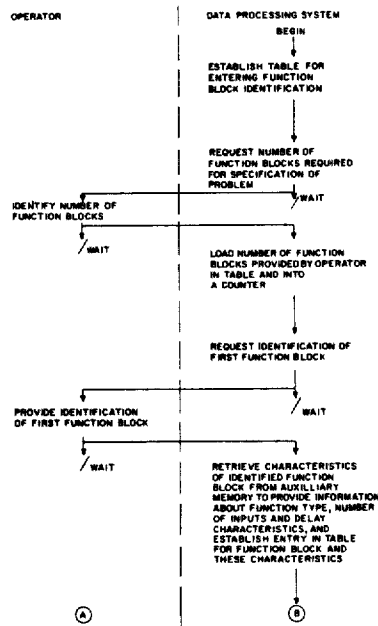 OPERATOR
DATA PROCESSING SYSTEM
BEGIN
ESTABLISH TABLE FOR
ENTERING FUNCTION
BLOCK IDENTIFICATION
REQUEST NUMBER OF
FUNCTION BLOCKS REQUIRED
FOR SPECIFICATION OF
PROBLEM
WAIT
IDENTIFY NUMBER OF
FUNCTION BLOCKS
WAIT
LOAD NUMBER OF FUNCTION
BLOCKS PROVIDED BY OPERATOR
IN TABLE AND INTO
A COUNTER
REQUEST IDENTIFICATION OF
FIRST FUNCTION BLOCK
WAIT
PROVIDE IDENTIFICATION
OF FIRST FUNCTION BLOCK
WAIT
RETRIEVE CHARACTERISTICS
OF IDENTIFIED FUNCTION
BLOCK FROM AUXILLIARY
MEMORY TO PROVIDE INFORMATION
ABOUT FUNCTION TYPE, NUMBER
OF INPUTS AND DELAY
CHARACTERISTICS, AND
ESTABLISH ENTRY IN TABLE
FOR FUNCTION BLOCK AND
THESE CHARACTERISTICS
A
B